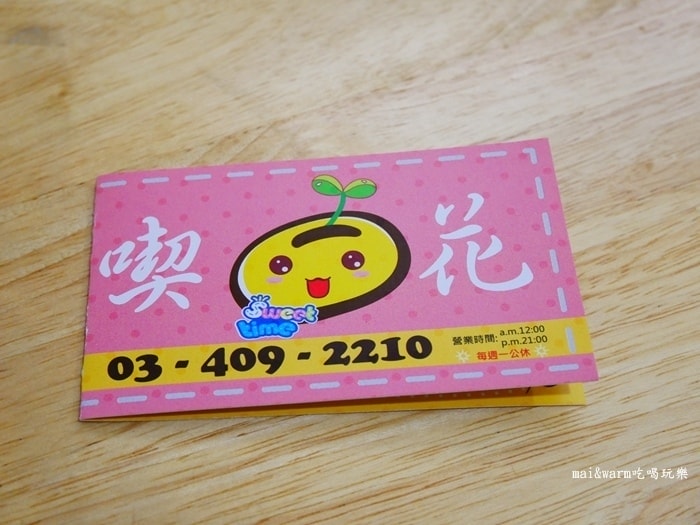 喫花
Sweet
time
03 - 409 - 2210
營業時間: a.m.12:00
p.m.21:00
每週一公休
mai&warm吃喝玩樂